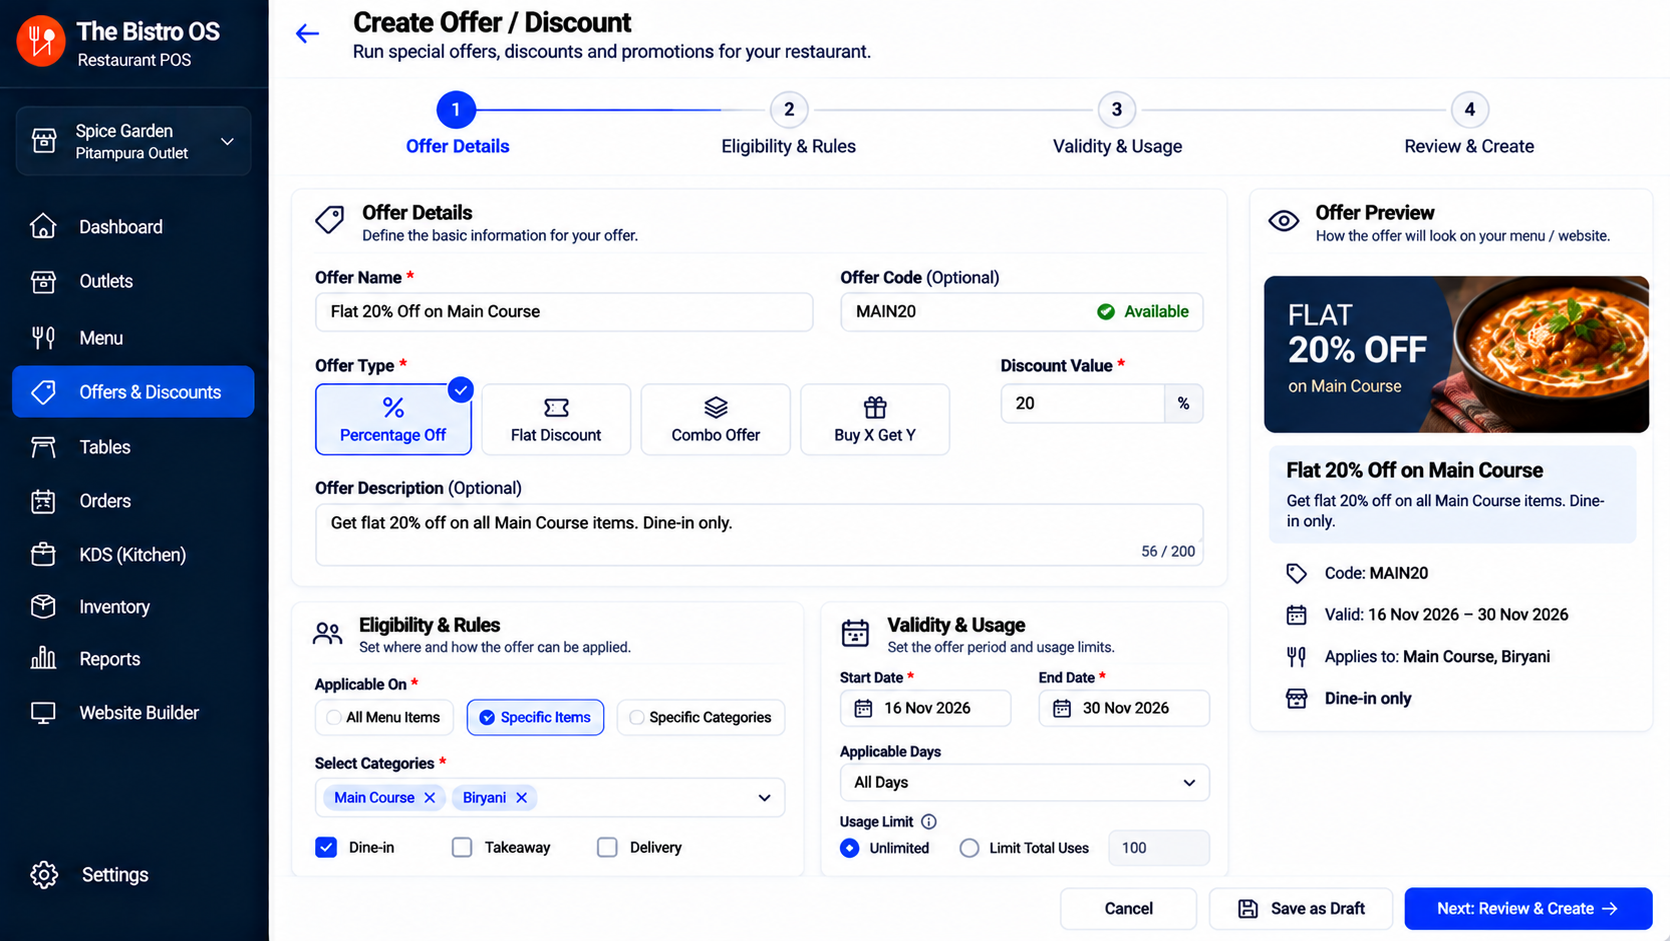 The Bistro OS
Restaurant POS
Spice Garden
Pitampura Outlet
Dashboard
Outlets
Menu
Offers & Discounts
Tables
Orders
KDS (Kitchen)
Inventory
Reports
Website Builder
Settings
Create Offer / Discount
Run special offers, discounts and promotions for your restaurant.
1 2 3 4
Offer Details Eligibility & Rules Validity & Usage Review & Create
Offer Details
Define the basic information for your offer.
Offer Name * Offer Code (Optional)
Flat 20% Off on Main Course MAIN20 Available
Offer Type * Discount Value *
Percentage Off Flat Discount Combo Offer Buy X Get Y 20 %
Offer Description (Optional)
Get flat 20% off on all Main Course items. Dine-in only.
56 / 200
Eligibility & Rules
Set where and how the offer can be applied.
Applicable On *
All Menu Items Specific Items Specific Categories
Select Categories *
Main Course Biryani
Dine-in Takeaway Delivery
Validity & Usage
Set the offer period and usage limits.
Start Date * End Date *
16 Nov 2026 30 Nov 2026
Applicable Days
All Days
Usage Limit
Unlimited Limit Total Uses 100
Offer Preview
How the offer will look on your menu / website.
FLAT
20% OFF
on Main Course
Flat 20% Off on Main Course
Get flat 20% off on all Main Course items. Dine-
in only.
Code: MAIN20
Valid: 16 Nov 2026 – 30 Nov 2026
Applies to: Main Course, Biryani
Dine-in only
Cancel Save as Draft Next: Review & Create →